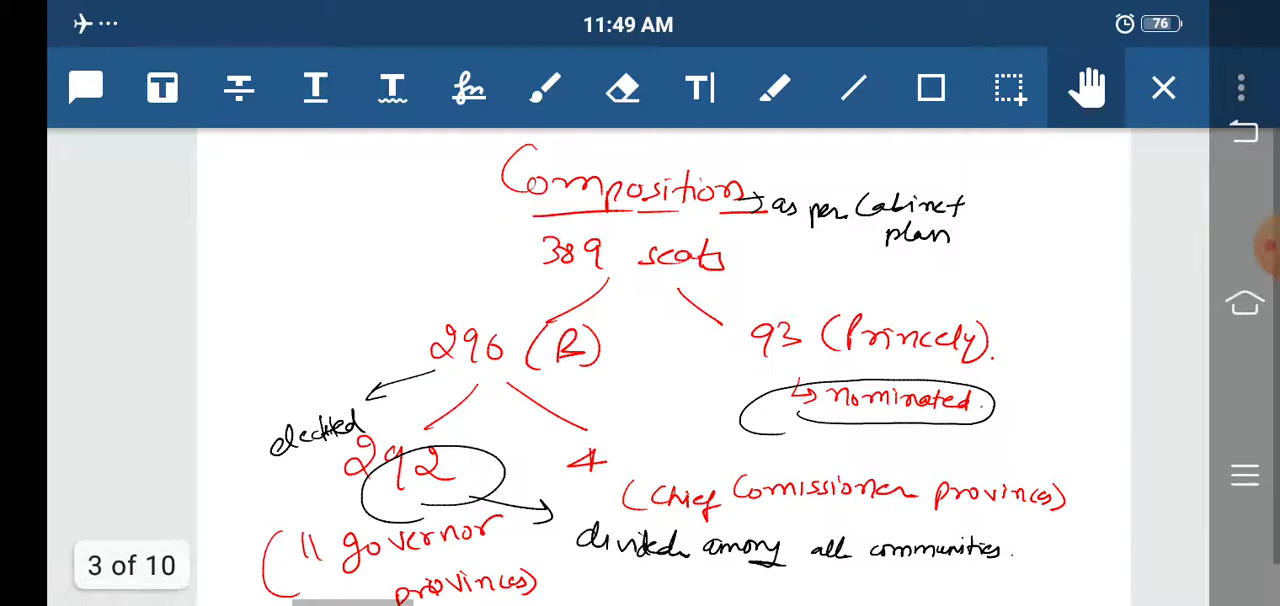 11:49 AM
76
T T T T
Composition → as per Cabinet
plan
389 seats
296 (B) 93 (Princely).
↳ nominated.
elected
292 4
(Chief Comissioner provinces)
(11 governor
provinces)
divided among all communities.
3 of 10